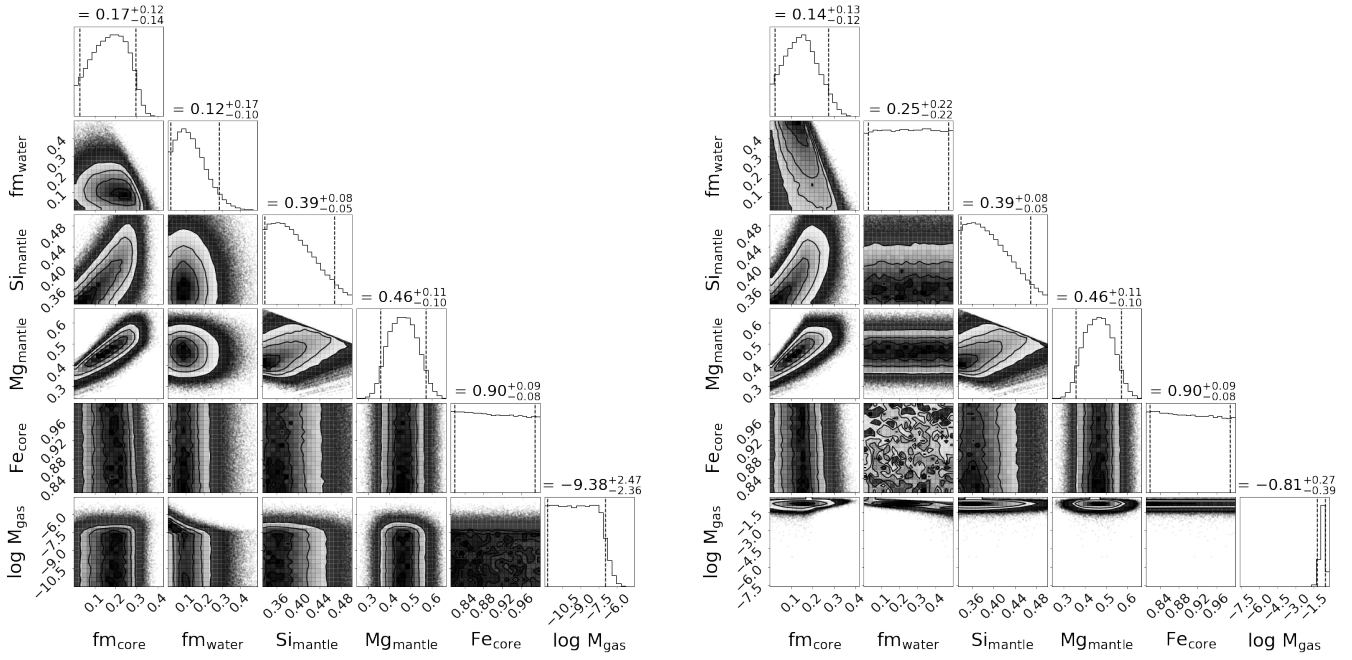 = 0.17+0.12−0.14
= 0.12+0.17−0.10
= 0.39+0.08−0.05
= 0.46+0.11−0.10
= 0.90+0.09−0.08
= −9.38+2.47−2.36
fmwater
0.4
0.3
0.2
0.1
Simantle
0.48
0.44
0.40
0.36
Mgmantle
0.6
0.5
0.4
0.3
Fecore
0.96
0.92
0.88
0.84
log Mgas
−6.0
−7.5
−9.0
−10.5
0.1 0.2 0.3 0.4
0.1 0.2 0.3 0.4
0.36 0.40 0.44 0.48
0.3 0.4 0.5 0.6
0.84 0.88 0.92 0.96
−10.5 −9.0 −7.5 −6.0
fmcore fmwater Simantle Mgmantle Fecore log Mgas
= 0.14+0.13−0.12
= 0.25+0.22−0.22
= 0.39+0.08−0.05
= 0.46+0.11−0.10
= 0.90+0.09−0.08
= −0.81+0.27−0.39
fmwater
0.4
0.3
0.2
0.1
Simantle
0.48
0.44
0.40
0.36
Mgmantle
0.6
0.5
0.4
0.3
Fecore
0.96
0.92
0.88
0.84
log Mgas
−1.5
−3.0
−4.5
−6.0
−7.5
0.1 0.2 0.3 0.4
0.1 0.2 0.3 0.4
0.36 0.40 0.44 0.48
0.3 0.4 0.5 0.6
0.84 0.88 0.92 0.96
−7.5 −6.0 −4.5 −3.0 −1.5
fmcore fmwater Simantle Mgmantle Fecore log Mgas